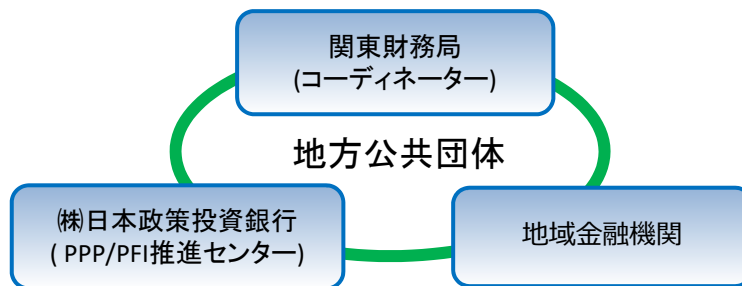 関東財務局
(コーディネーター)
地方公共団体
㈱日本政策投資銀行
( PPP/PFI推進センター)
地域金融機関